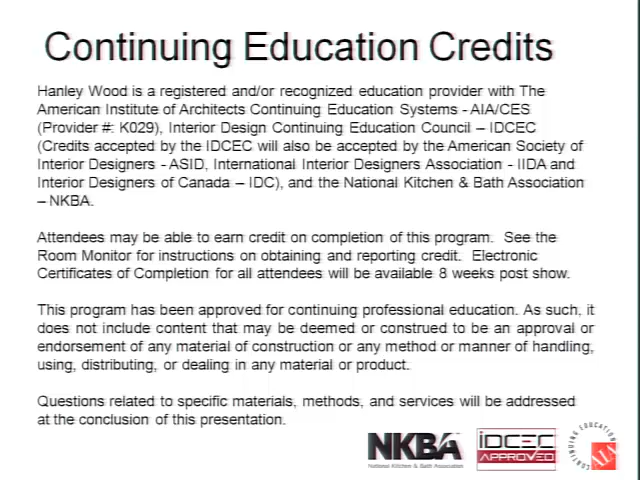 Continuing Education Credits
Hanley Wood is a registered and/or recognized education provider with The
American Institute of Architects Continuing Education Systems - AIA/CES
(Provider #: K029), Interior Design Continuing Education Council – IDCEC
(Credits accepted by the IDCEC will also be accepted by the American Society of
Interior Designers - ASID, International Interior Designers Association - IIDA and
Interior Designers of Canada – IDC), and the National Kitchen & Bath Association
– NKBA.
Attendees may be able to earn credit on completion of this program. See the
Room Monitor for instructions on obtaining and reporting credit. Electronic
Certificates of Completion for all attendees will be available 8 weeks post show.
This program has been approved for continuing professional education. As such, it
does not include content that may be deemed or construed to be an approval or
endorsement of any material of construction or any method or manner of handling,
using, distributing, or dealing in any material or product.
Questions related to specific materials, methods, and services will be addressed
at the conclusion of this presentation.
NKBA
National Kitchen & Bath Association
IDCEC
APPROVED
CONTINUING EDUCATION
AIA